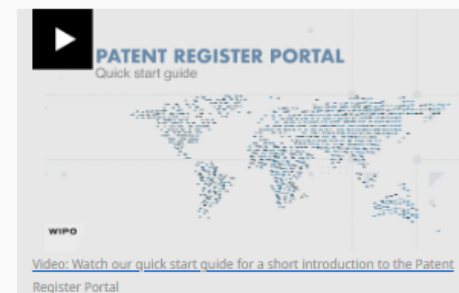 PATENT REGISTER PORTAL
Quick start guide
WIPO
Video: Watch our quick start guide for a short introduction to the Patent
Register Portal